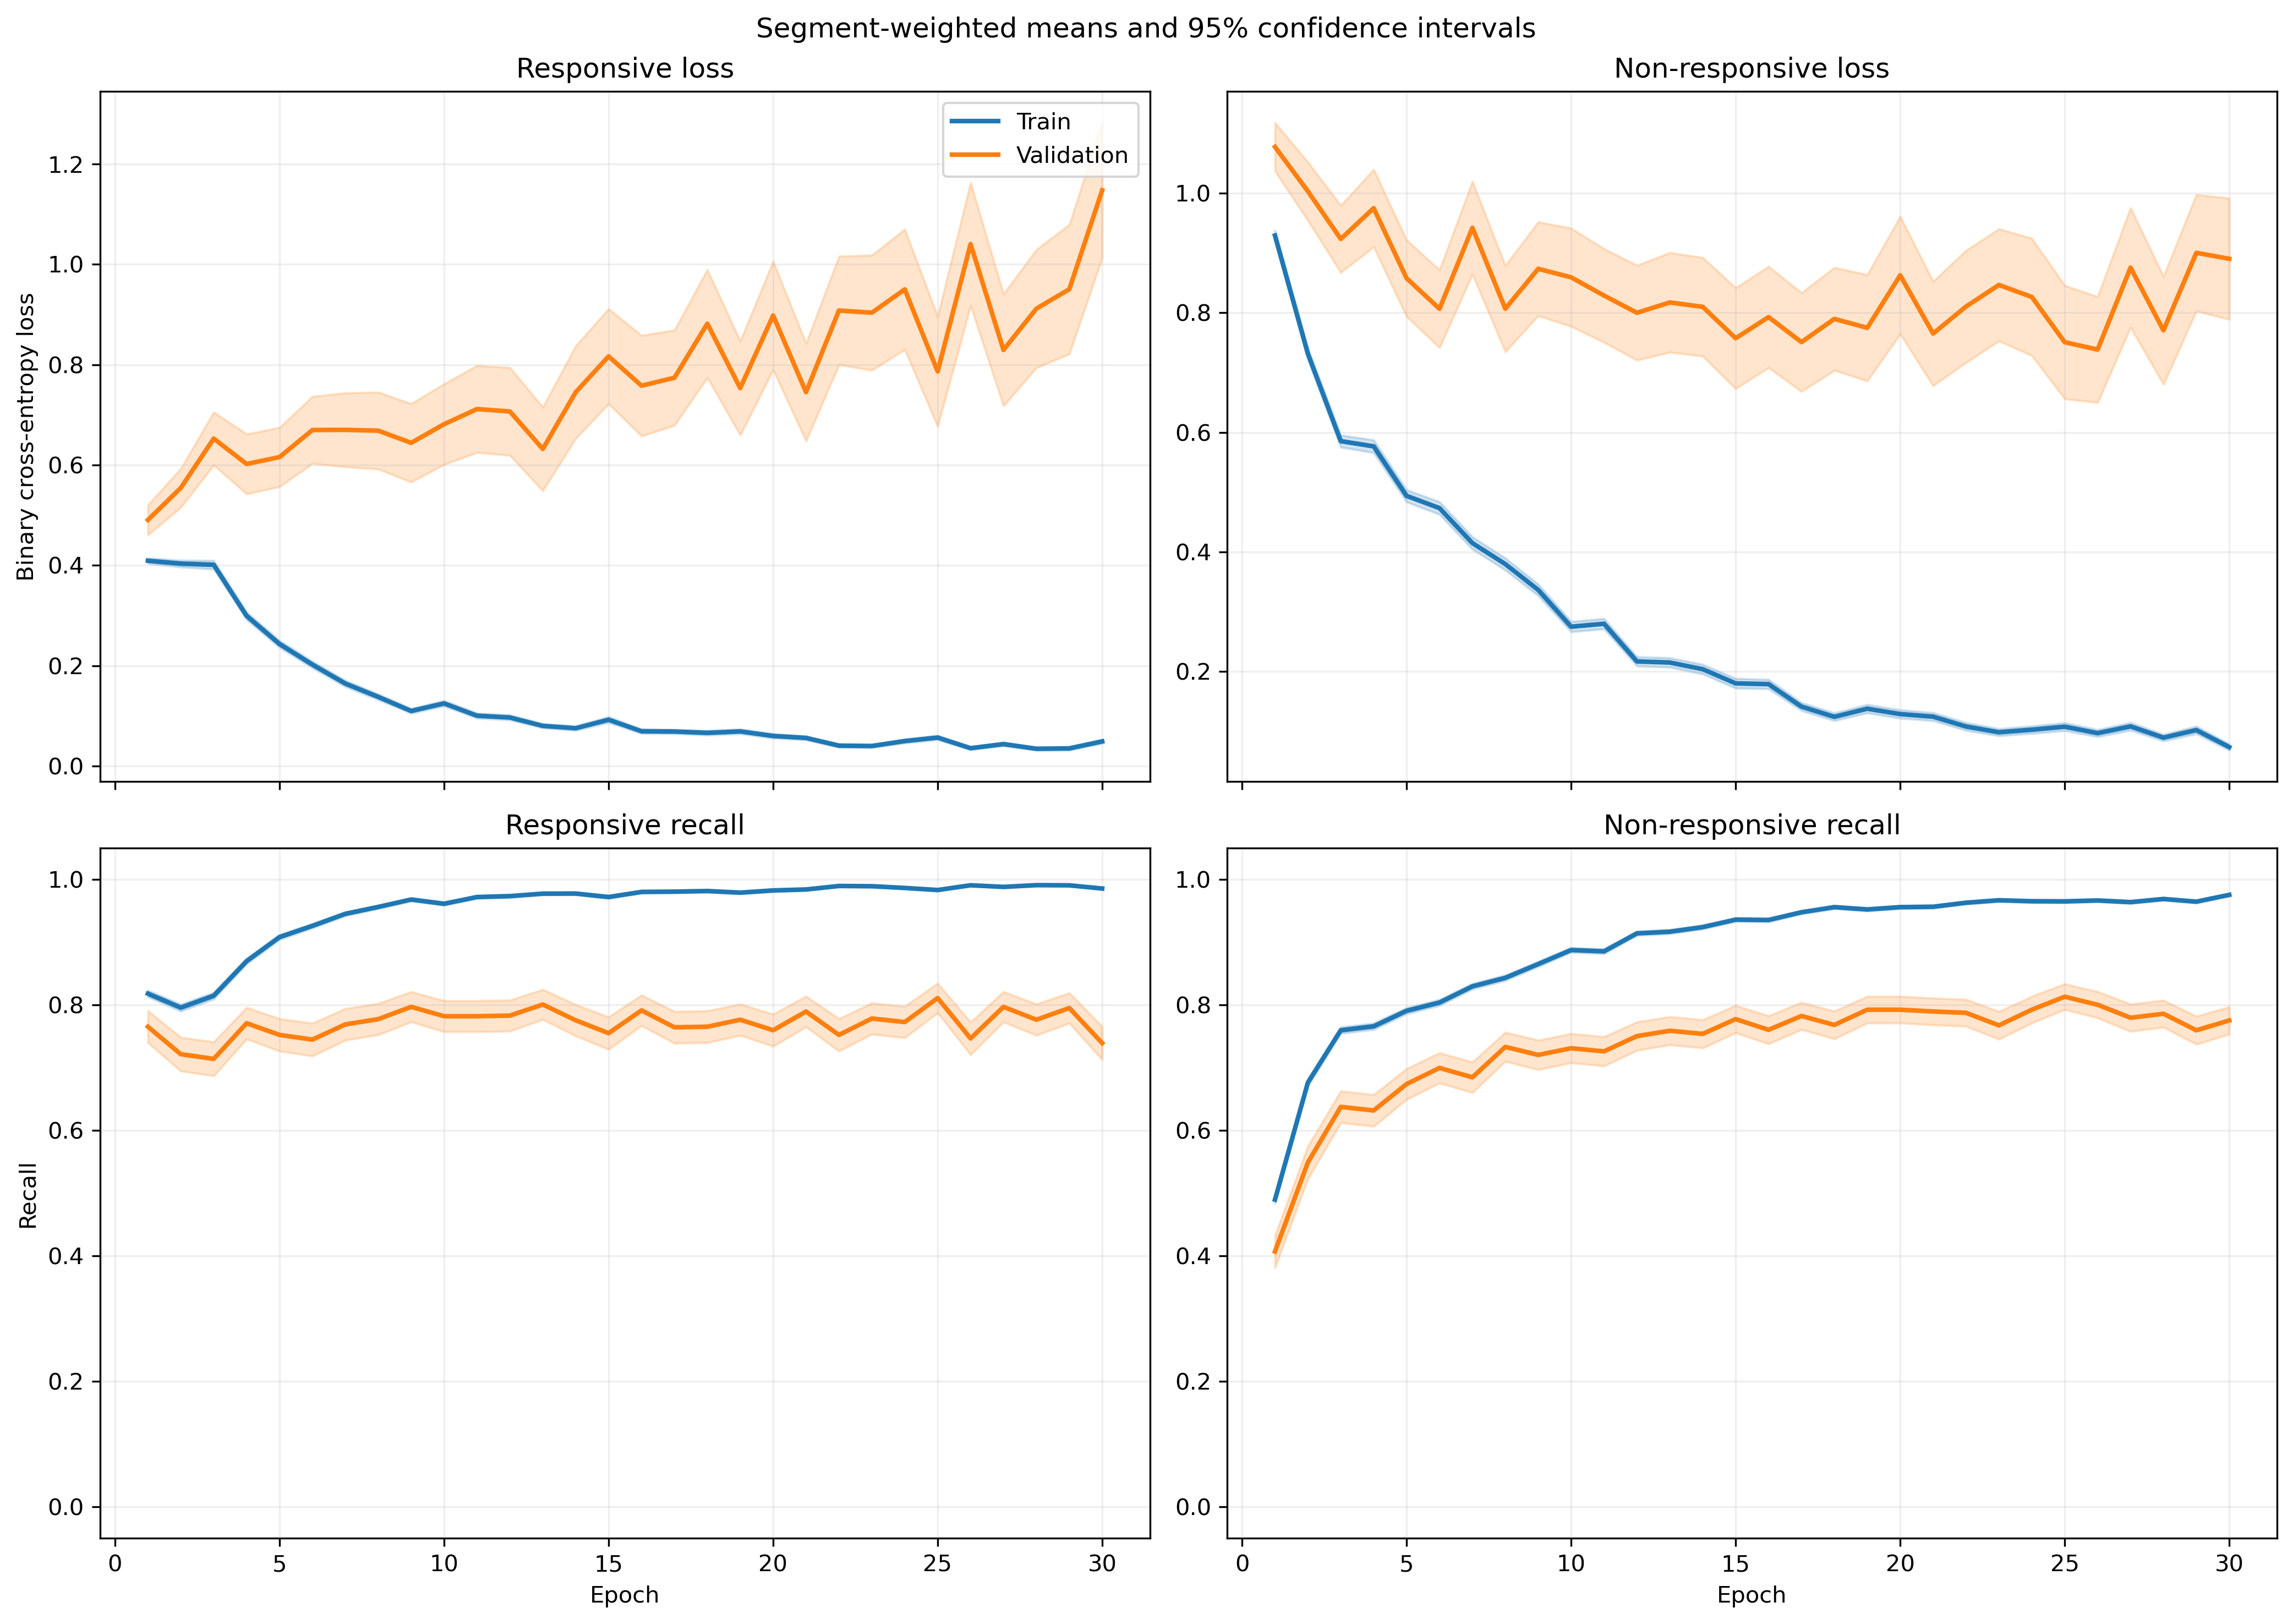 Segment-weighted means and 95% confidence intervals
Responsive loss
Non-responsive loss
Binary cross-entropy loss
1.2
1.0
0.8
0.6
0.4
0.2
0.0
Train
Validation
1.0
0.8
0.6
0.4
0.2
Responsive recall
Non-responsive recall
Recall
1.0
0.8
0.6
0.4
0.2
0.0
0 5 10 15 20 25 30
Epoch
1.0
0.8
0.6
0.4
0.2
0.0
0 5 10 15 20 25 30
Epoch